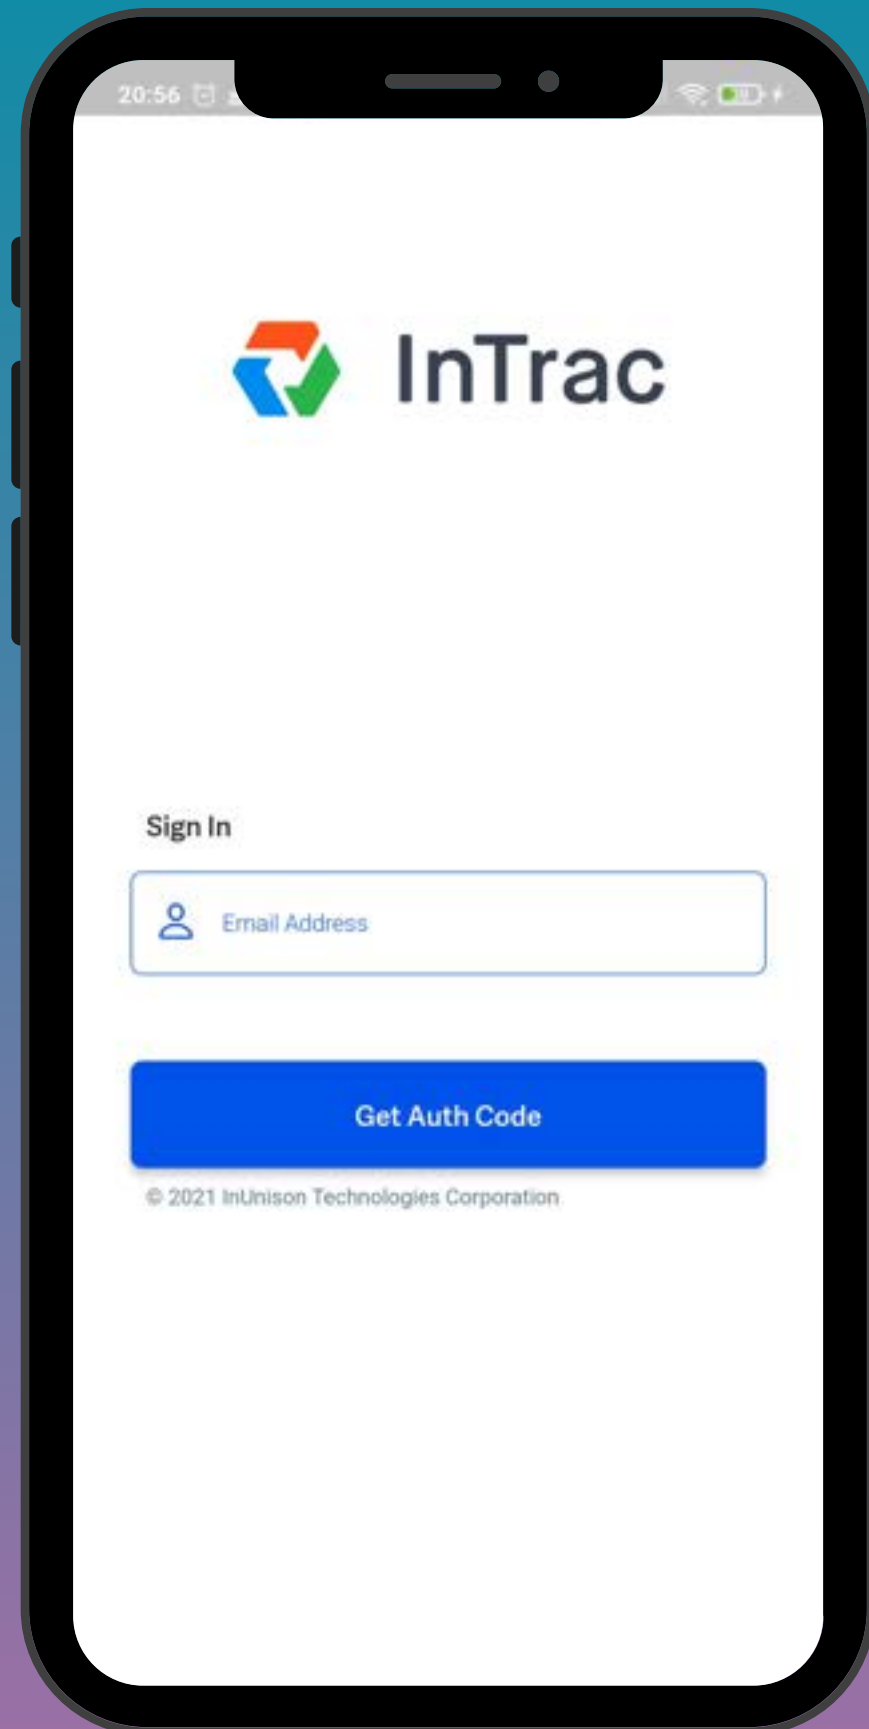 20:56
InTrac
Sign In
Email Address
Get Auth Code
© 2021 InUnison Technologies Corporation